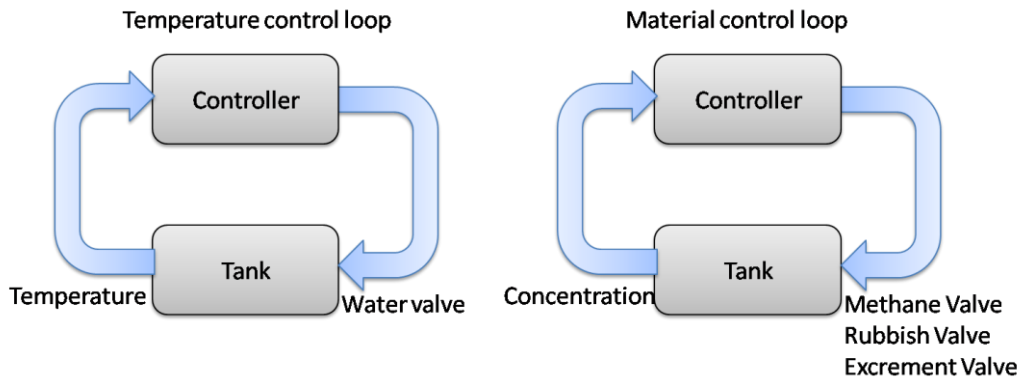 Temperature control loop
Controller
Tank
Temperature
Water valve
Material control loop
Controller
Tank
Concentration
Methane Valve
Rubbish Valve
Excrement Valve